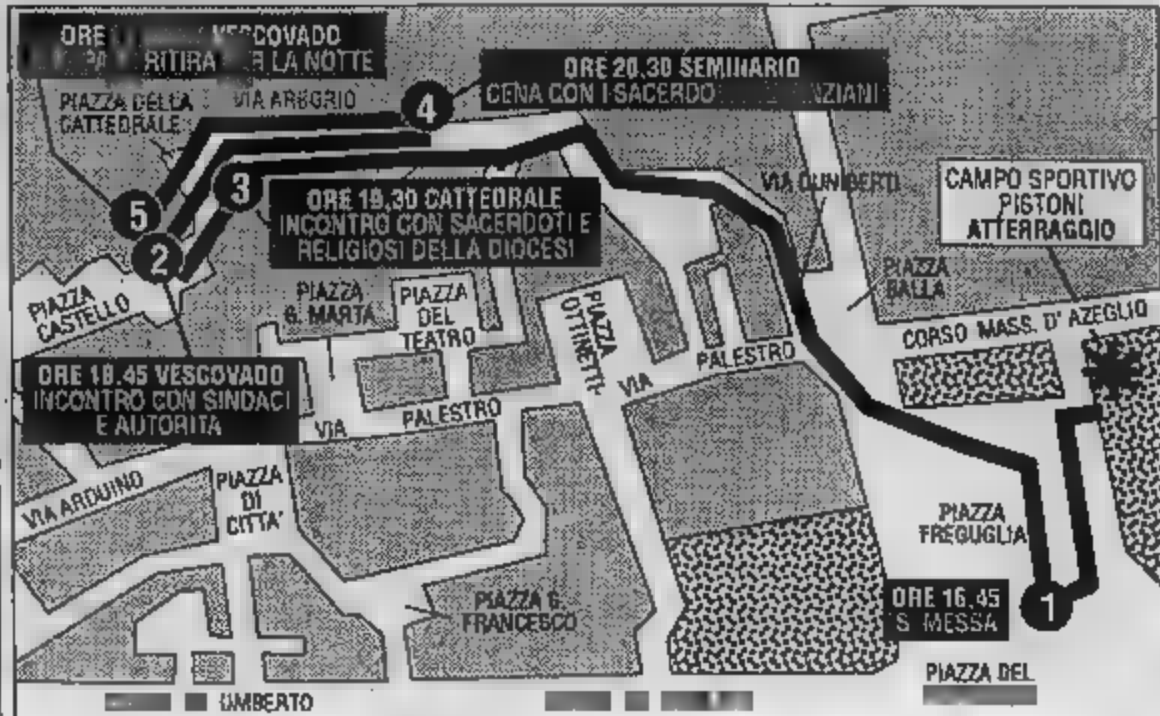 ORE VESCOVADO
RITIRA LA NOTTE
PIAZZA DELLA
CATTEDRALE
VIA AREGRIO
4
ORE 20.30 SEMINARIO
CENA CON I SACERDO NZIANI
5
3
2
ORE 19.30 CATTEDRALE
INCONTRO CON SACERDOTI E
RELIGIOSI DELLA DIOCESI
VIA GUNIBERTI
CAMPO SPORTIVO
PISTONI
ATTERRAGGIO
PIAZZA
BALLA
PIAZZA
CASTELLO
PIAZZA
G. MARTA
PIAZZA
DEL
TEATRO
PIAZZA
OTTINETTI
CORSO MASS. D'AZEGLIO
ORE 18.45 VESCOVADO
INCONTRO CON SINDACI
E AUTORITA
VIA PALESTRO
VIA PALESTRO
VIA ARDUINO
PIAZZA
DI
CITTA'
PIAZZA
FREGUGLIA
ORE 16.45
S. MESSA
1
PIAZZA S.
FRANCESCO
PIAZZA DEL
UMBERTO